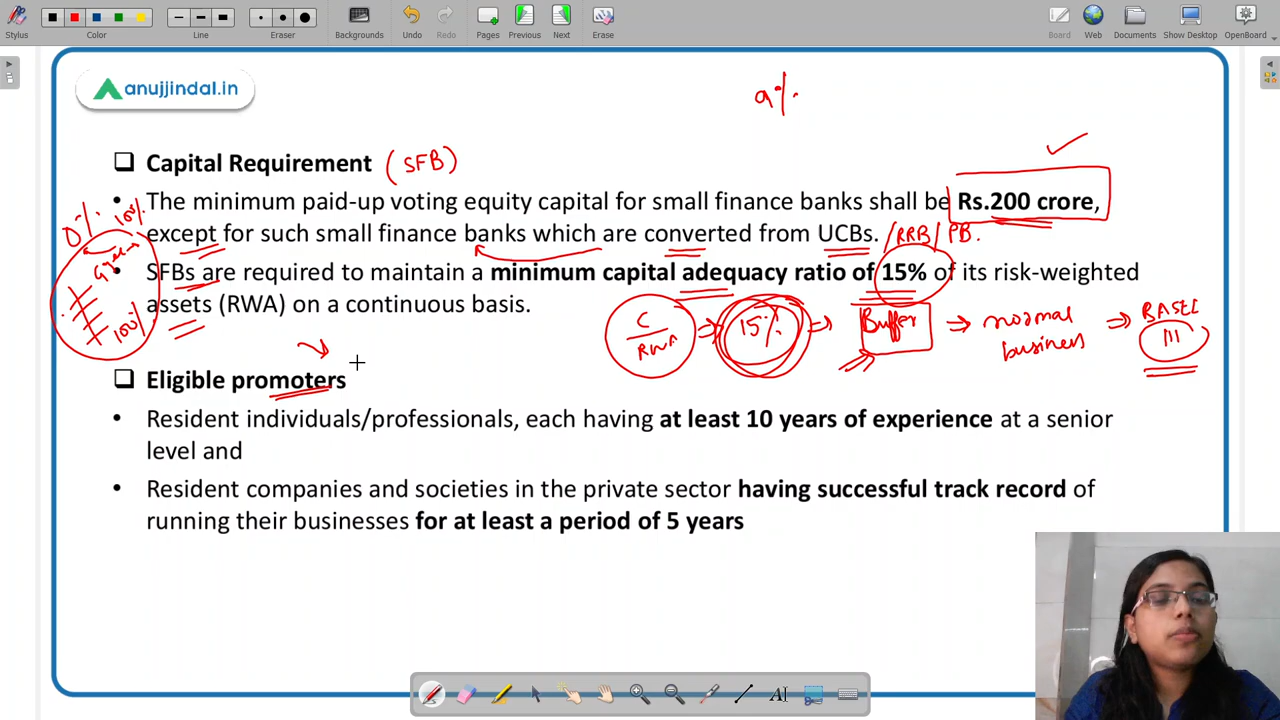 Stylus
Color
Line
Eraser
Backgrounds
Undo
Redo
Pages
Previous
Next
Erase
Board
Web
Documents
Show Desktop
OpenBoard
anujjindal.in
9%
❑ Capital Requirement (SFB)
• The minimum paid-up voting equity capital for small finance banks shall be Rs.200 crore,
except for such small finance banks which are converted from UCBs. /RRB/ PB.
• SFBs are required to maintain a minimum capital adequacy ratio of 15% of its risk-weighted
assets (RWA) on a continuous basis.
0% 100%
100%
C
RWA
⇒ 15% ⇒ Buffer ⇒ normal
business ⇒ BASEL
III
❑ Eligible promoters
• Resident individuals/professionals, each having at least 10 years of experience at a senior
level and
• Resident companies and societies in the private sector having successful track record of
running their businesses for at least a period of 5 years
AI